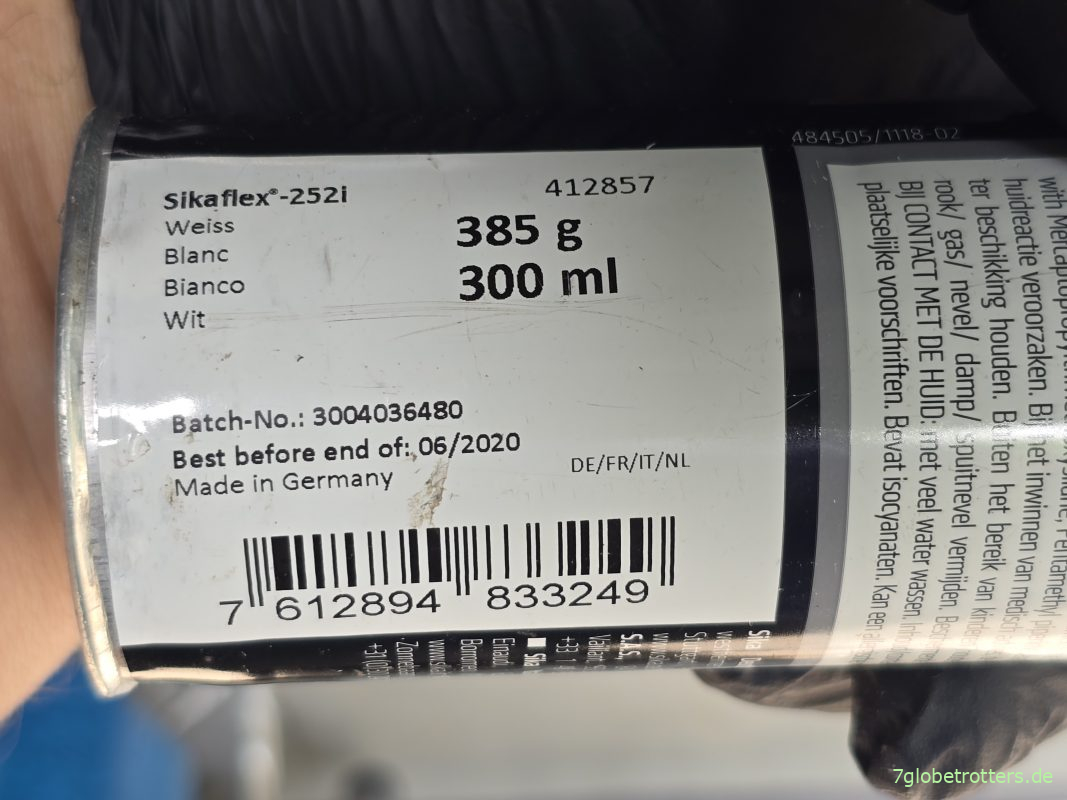 Sikaflex®-252i
412857
Weiss
Blanc
Bianco
Wit
385 g
300 ml
Batch-No.: 3004036480
Best before end of: 06/2020
Made in Germany
DE/FR/IT/NL
7 612894 833249
484505/1118-02
huidreactie veroorzaken. Bij het inwinnen van
ter beschikking houden. Buiten het bereik van
rook/ gas/ nevel/ damp/ spuitnevel vermijden.
BIJ CONTACT MET DE HUID: met veel water wassen.
plaatselijke voorschriften. Bevat isocyanaten. Kan een
7globetrotters.de